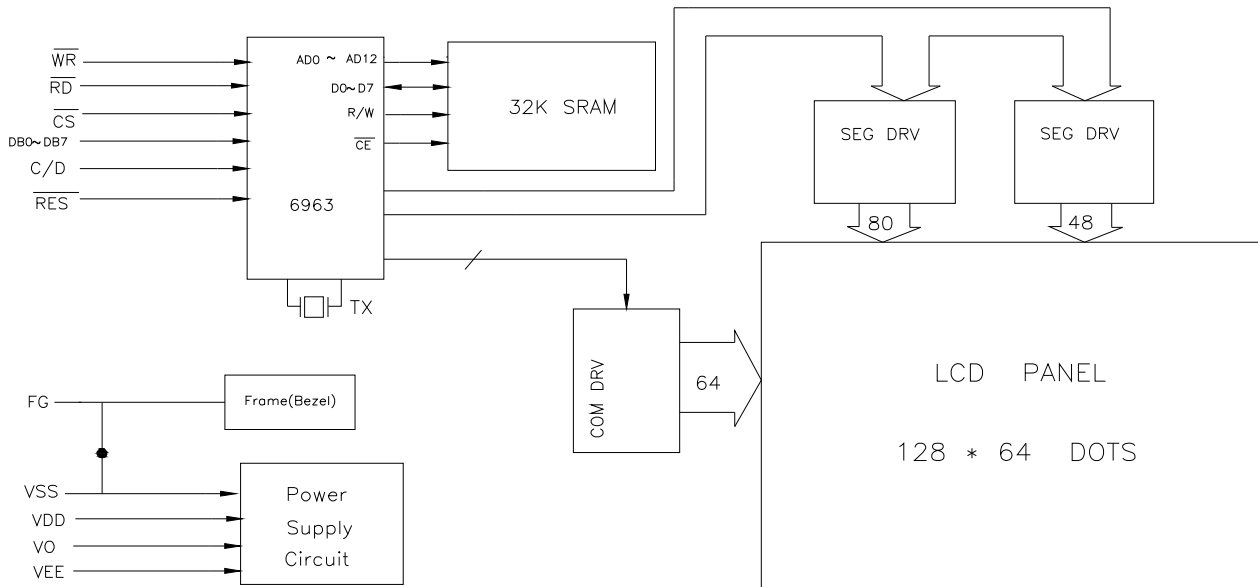 WR
RD
CS
DB0~DB7
C/D
RES
AD0 ~ AD12
D0~D7
R/W
CE
6963
TX
32K SRAM
SEG DRV
SEG DRV
80
48
COM DRV
64
LCD PANEL
128 * 64 DOTS
FG
Frame(Bezel)
VSS
VDD
VO
VEE
Power
Supply
Circuit